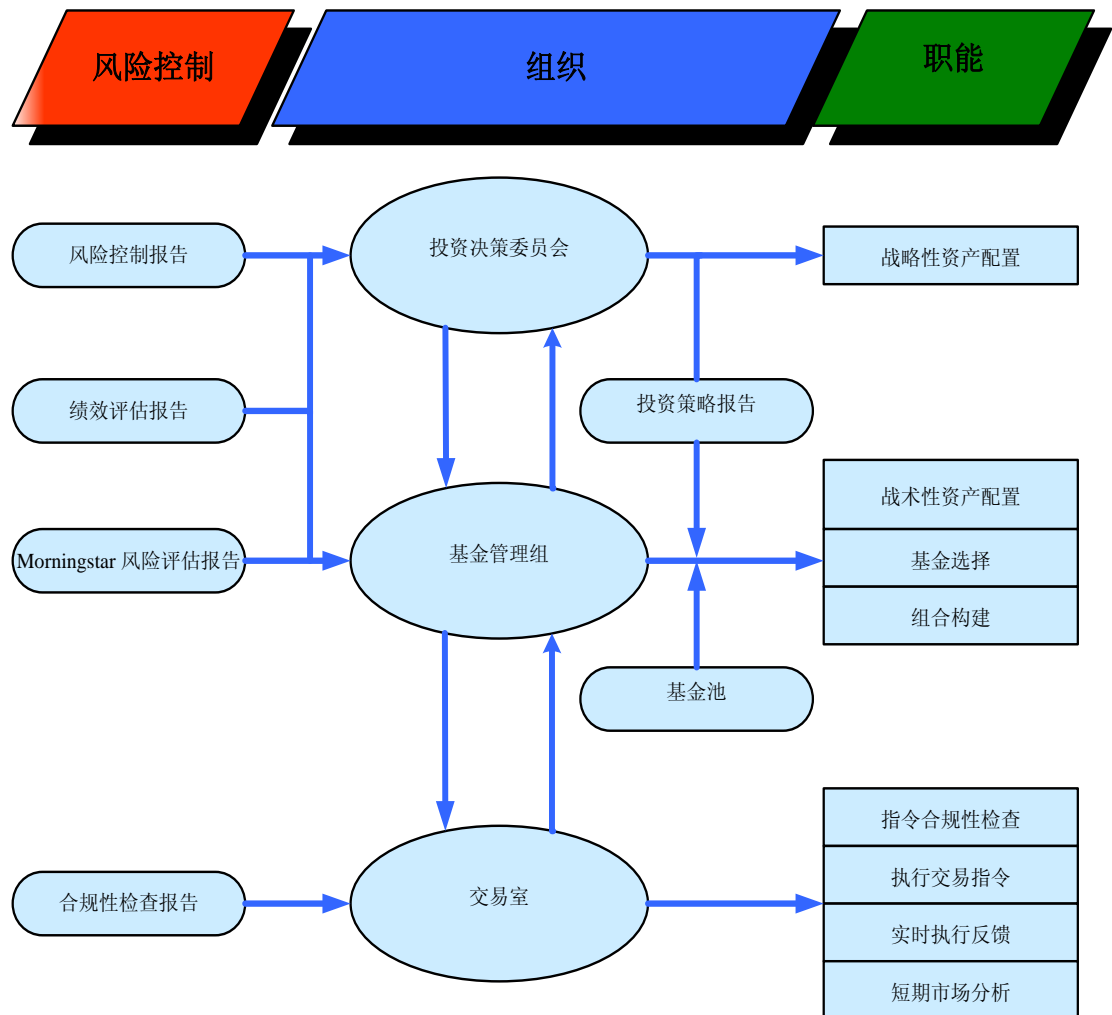 风险控制
组织
职能
风险控制报告
投资决策委员会
战略性资产配置
绩效评估报告
投资策略报告
战术性资产配置
Morningstar 风险评估报告
基金管理组
基金选择
组合构建
基金池
指令合规性检查
执行交易指令
合规性检查报告
交易室
实时执行反馈
短期市场分析